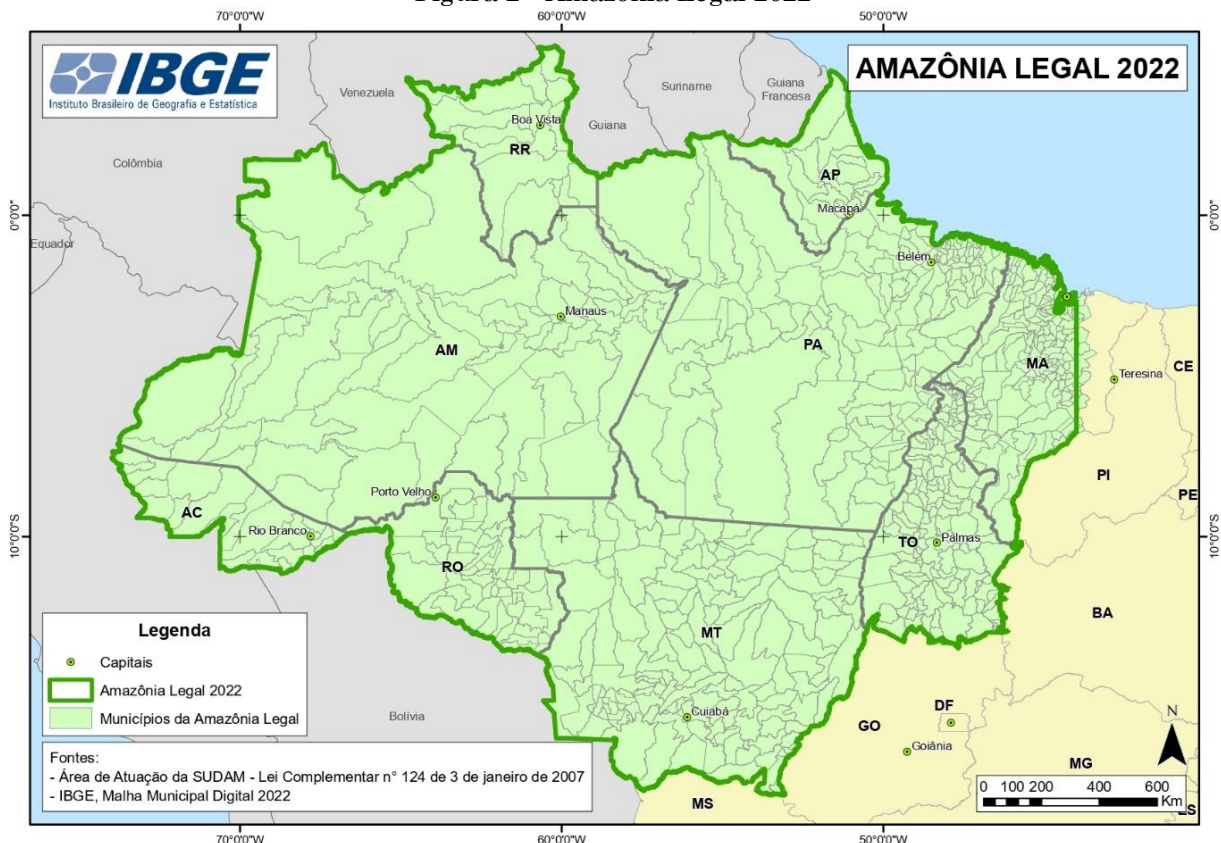 Figura 2 - Amazônia Legal 2022
70°0'0"W 60°0'0"W 50°0'0"W
IBGE
Instituto Brasileiro de Geografia e Estatística
AMAZÔNIA LEGAL 2022
Venezuela
Suriname
Guiana
Francesa
Boa Vista
Guiana
RR
Colômbia
AP
Macapá
0°0'0"
0°0'0"
Equador
Belém
Manaus
AM
PA
MA
Teresina
CE
PI
PE
Porto Velho
AC
Rio Branco
TO
Palmas
10°0'0"S
10°0'0"S
RO
BA
MT
Legenda
Capitais
Amazônia Legal 2022
Municípios da Amazônia Legal
Cuiabá
Bolívia
GO
DF
Goiânia
N
MG
Fontes:
- Área de Atuação da SUDAM - Lei Complementar n° 124 de 3 de janeiro de 2007
- IBGE, Malha Municipal Digital 2022
MS
0 100 200 400 600
Km
ES
70°0'0"W 60°0'0"W 50°0'0"W